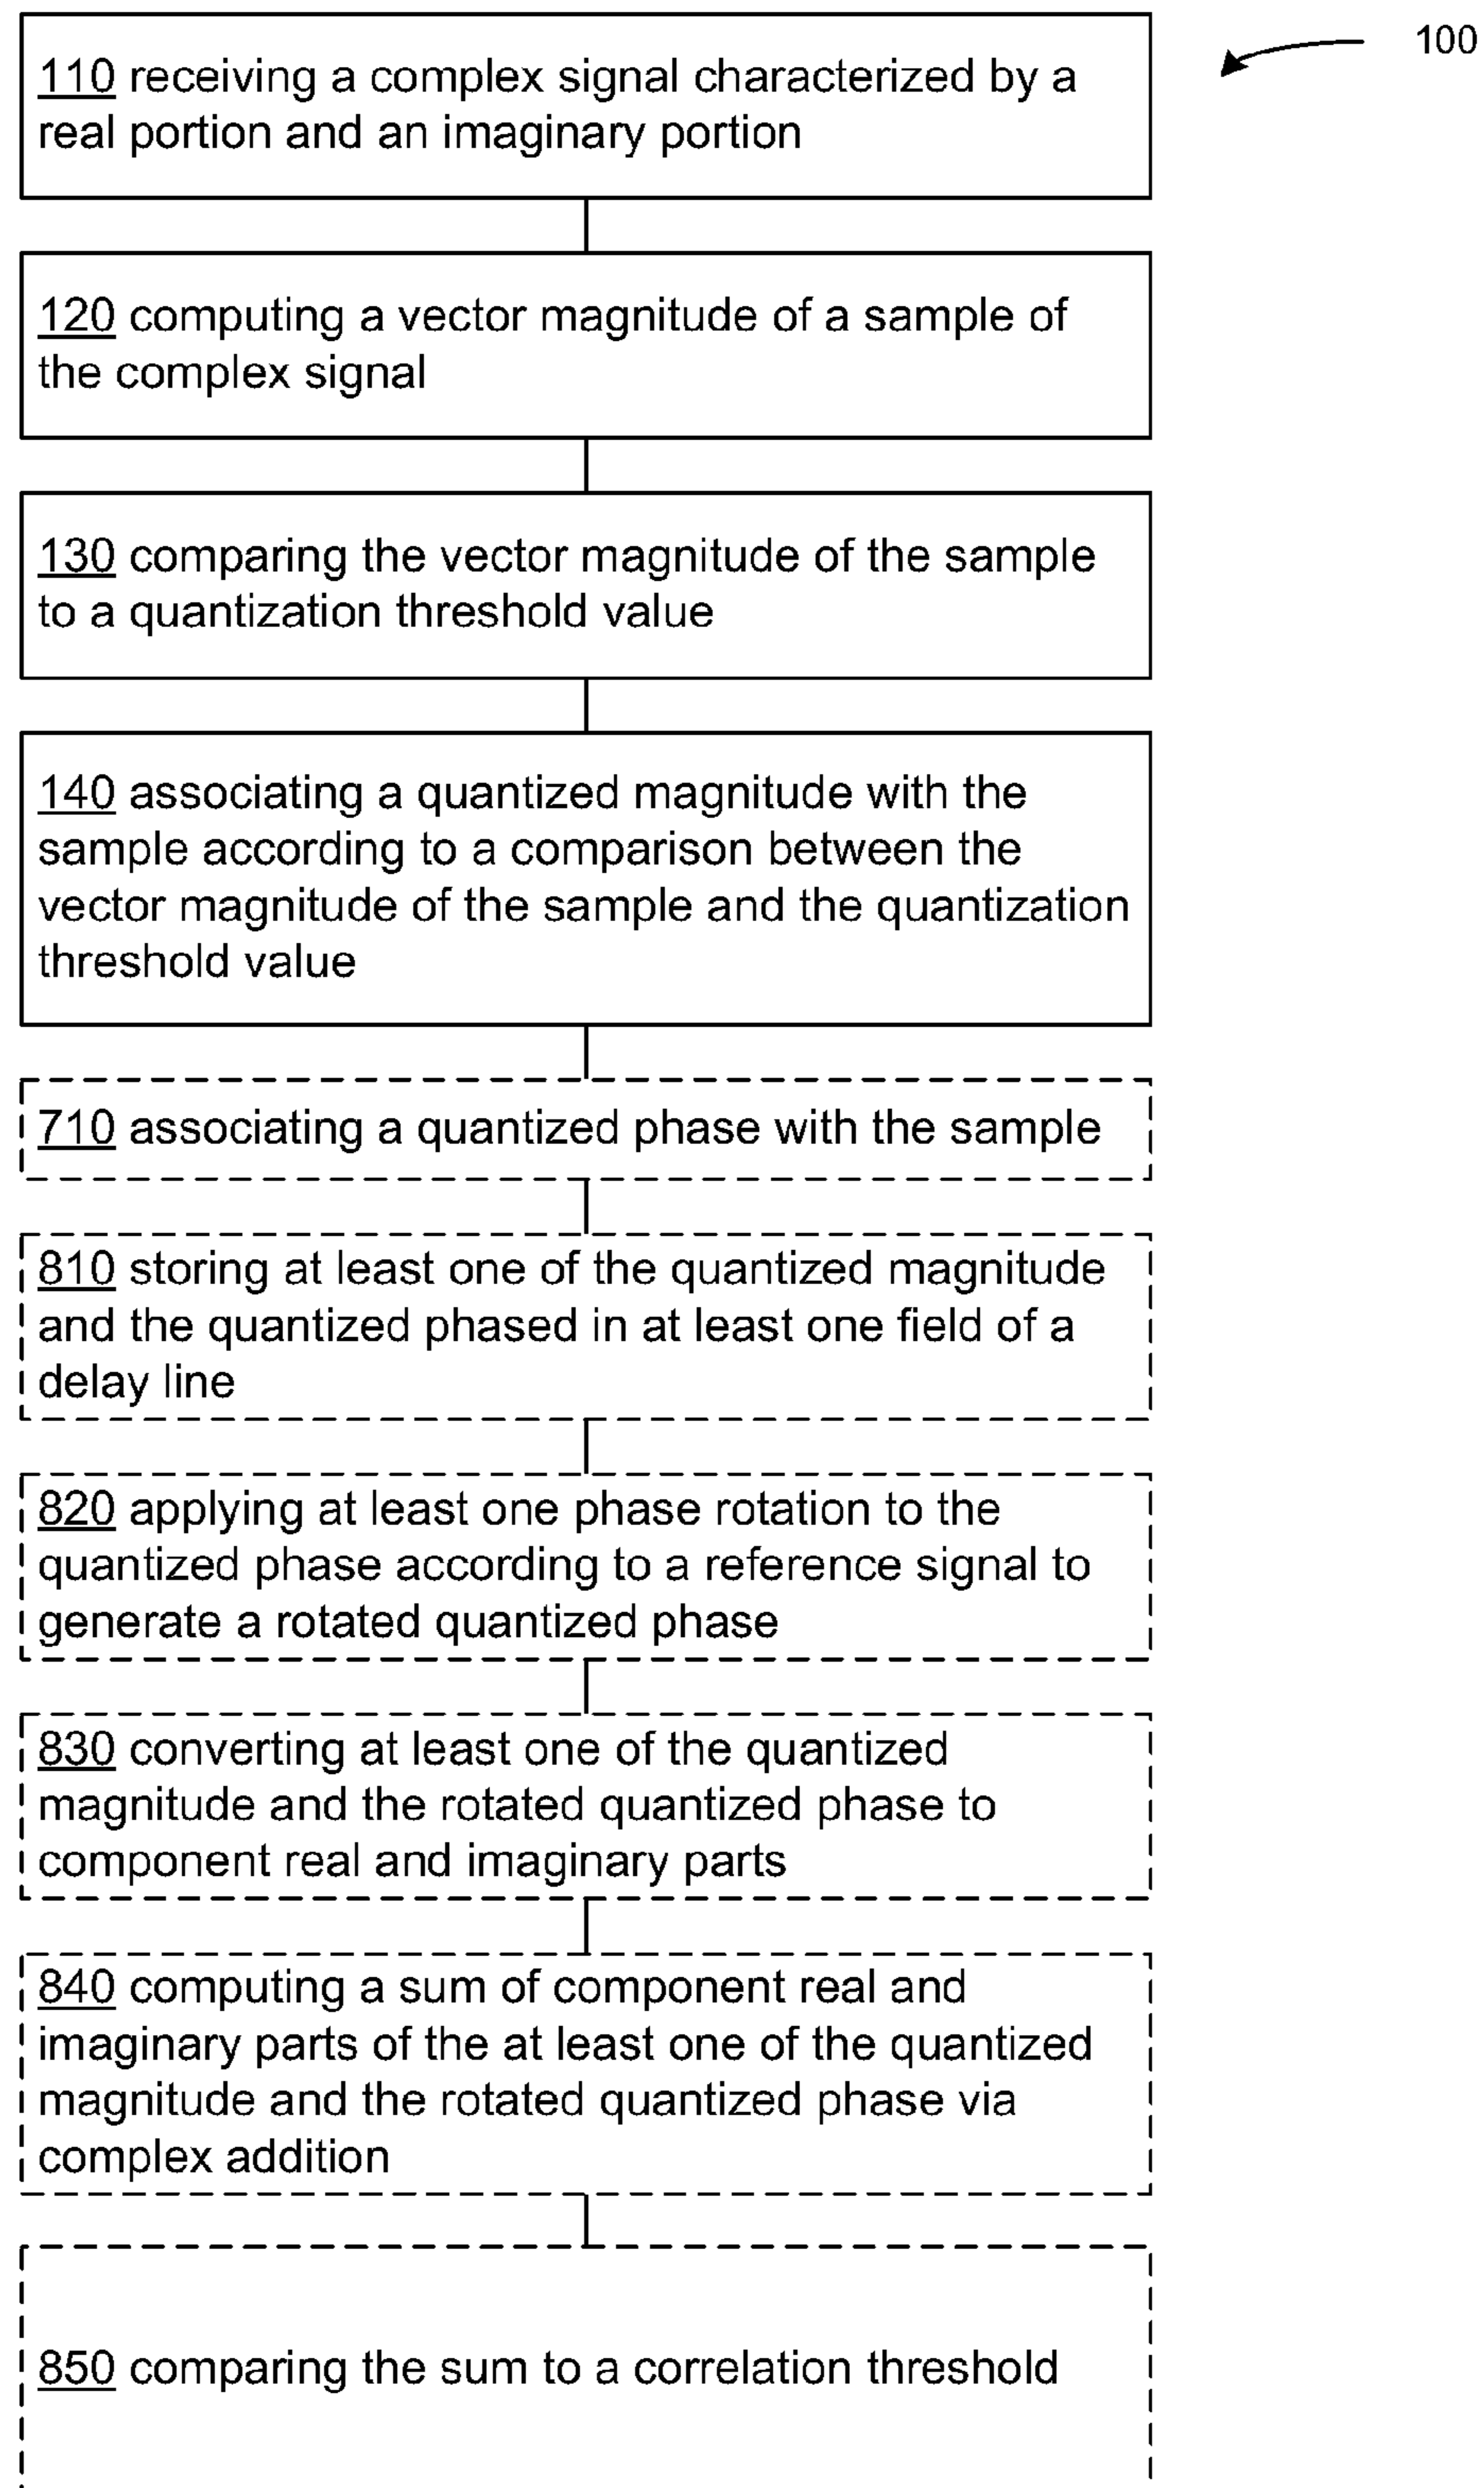 100
110 receiving a complex signal characterized by a
real portion and an imaginary portion
120 computing a vector magnitude of a sample of
the complex signal
130 comparing the vector magnitude of the sample
to a quantization threshold value
140 associating a quantized magnitude with the
sample according to a comparison between the
vector magnitude of the sample and the quantization
threshold value
710 associating a quantized phase with the sample
810 storing at least one of the quantized magnitude
and the quantized phased in at least one field of a
delay line
820 applying at least one phase rotation to the
quantized phase according to a reference signal to
generate a rotated quantized phase
830 converting at least one of the quantized
magnitude and the rotated quantized phase to
component real and imaginary parts
840 computing a sum of component real and
imaginary parts of the at least one of the quantized
magnitude and the rotated quantized phase via
complex addition
850 comparing the sum to a correlation threshold